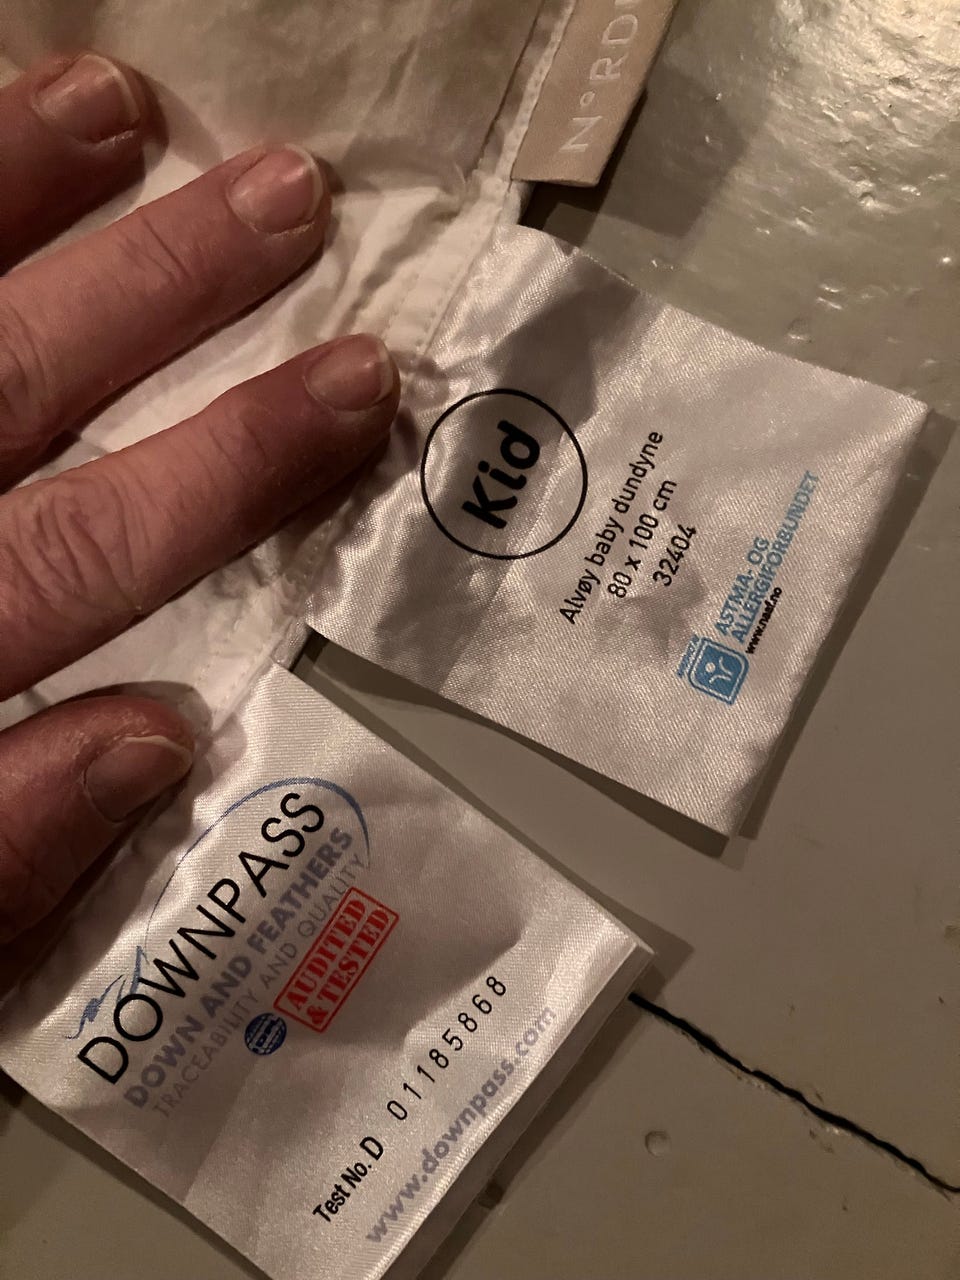 N°RD
Kid
Alvøy baby dundyne
80 x 100 cm
32404
ASTMA- OG
ALLERGIFORBUNDET
www.naaf.no
DOWNPASS
DOWN AND FEATHERS
TRACEABILITY AND QUALITY
AUDITED
& TESTED
Test No. D 01185868
www.downpass.com